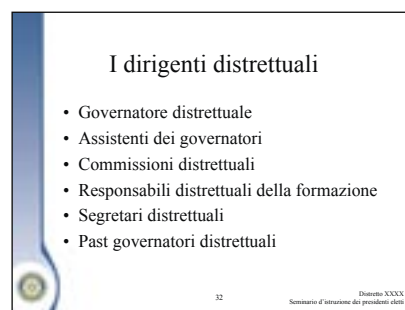 I dirigenti distrettuali
• Governatore distrettuale
• Assistenti dei governatori
• Commissioni distrettuali
• Responsabili distrettuali della formazione
• Segretari distrettuali
• Past governatori distrettuali
32
Distretto XXXX
Seminario d'istruzione dei presidenti eletti